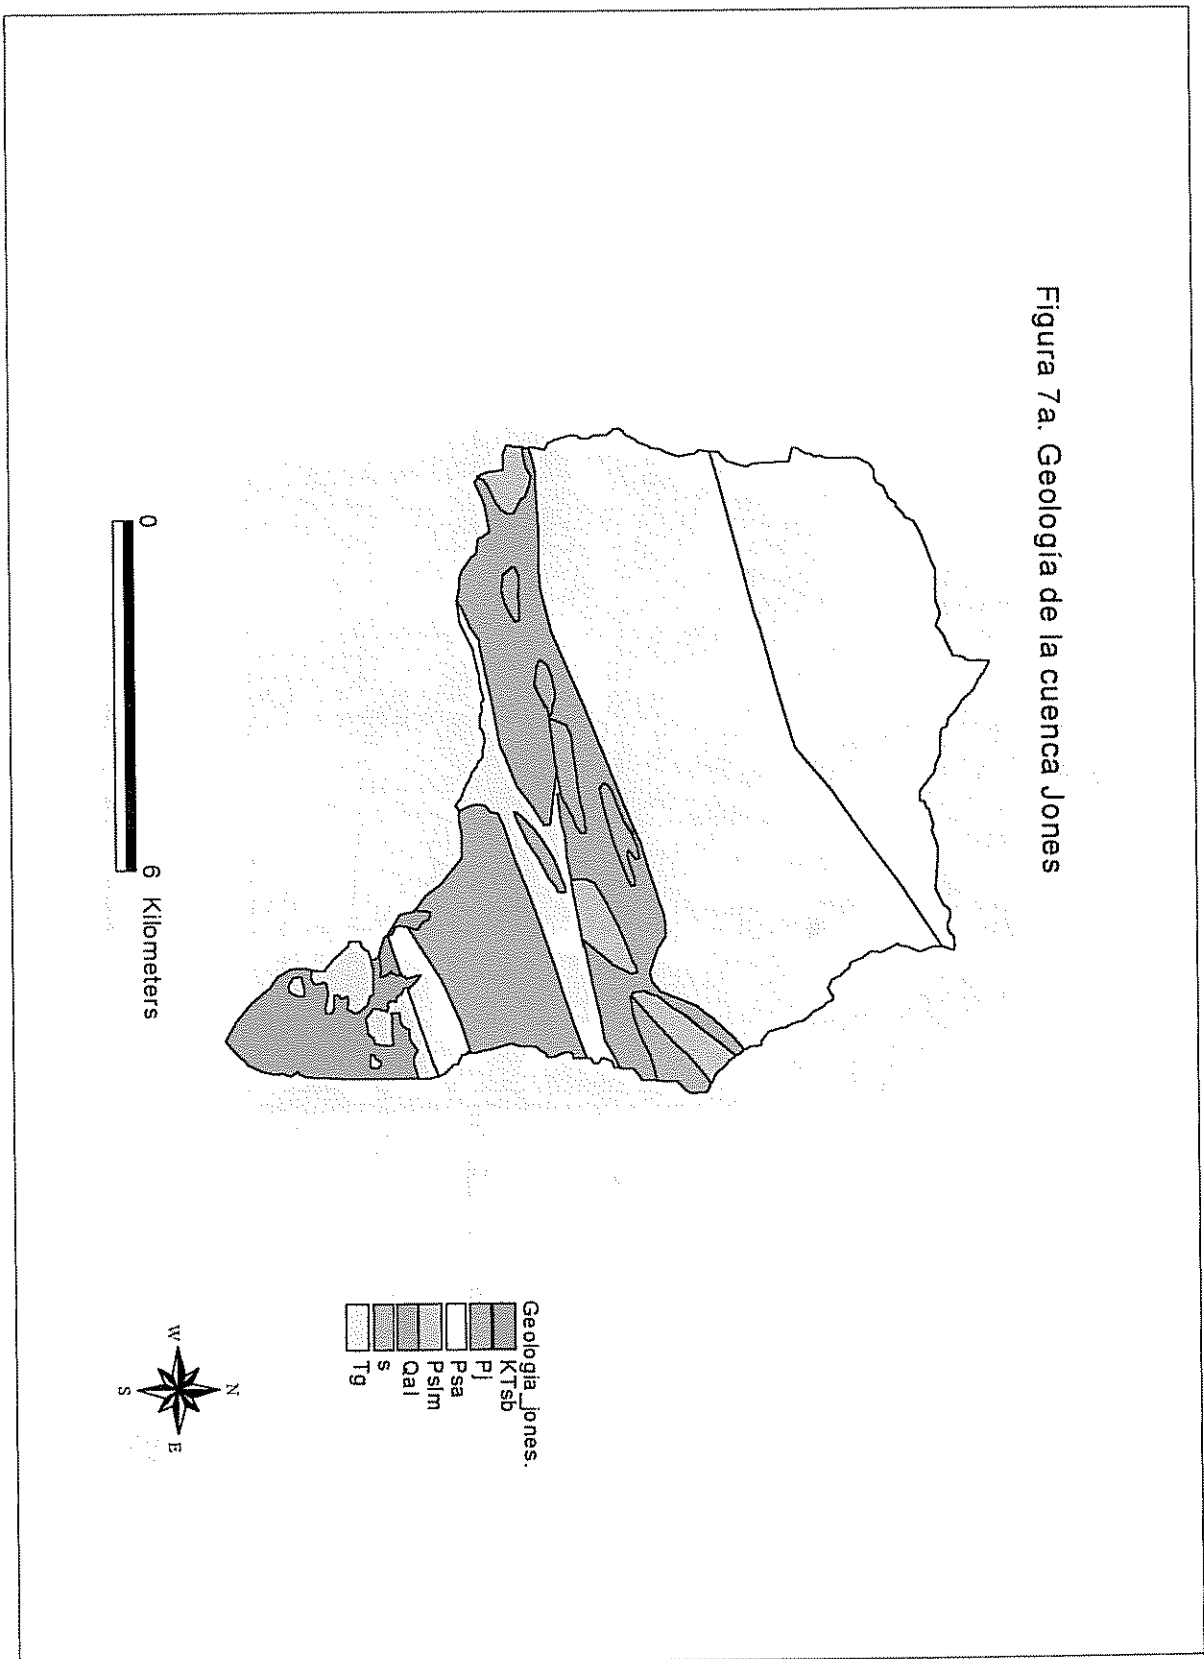 Figura 7a. Geología de la cuenca Jones
0
6 Kilometers
Geologia_jones.
KTsb
Pj
Psa
Pslm
Qal
s
Tg
N
W
E
S